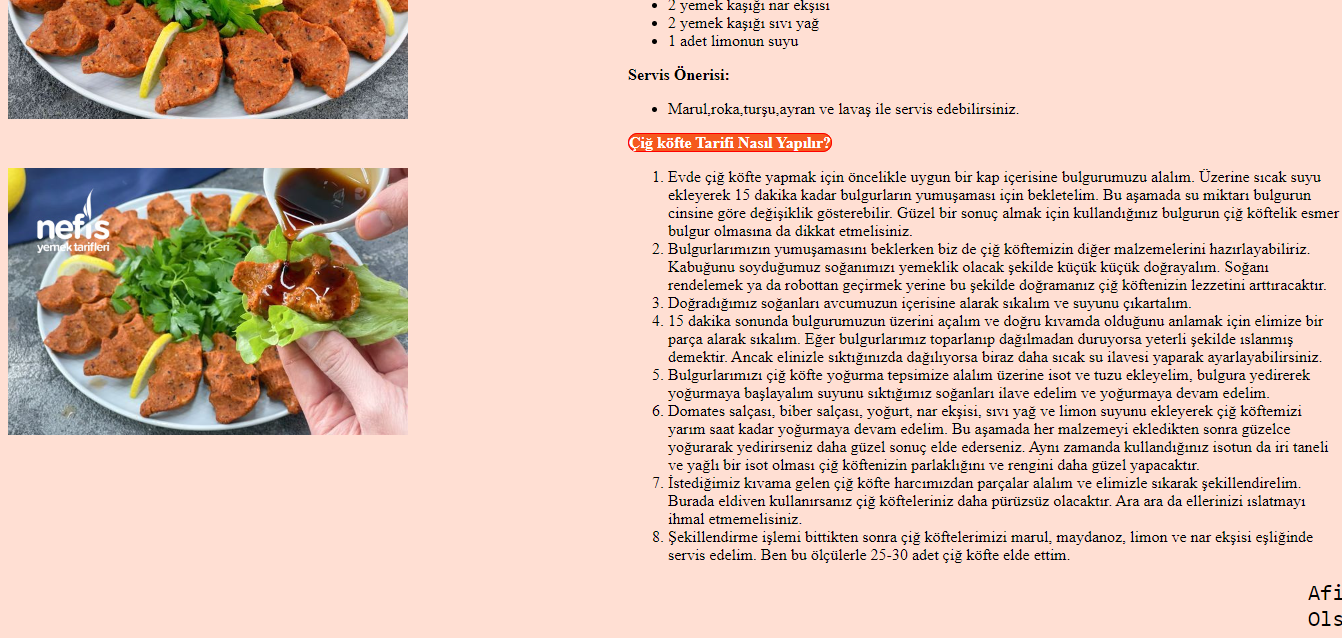 2 yemek kaşığı nar ekşisi
2 yemek kaşığı sıvı yağ
1 adet limonun suyu
Servis Önerisi:
Marul,roka,turşu,ayran ve lavaş ile servis edebilirsiniz.
Çiğ köfte Tarifi Nasıl Yapılır?
nefis
yemek tarifleri
1. Evde çiğ köfte yapmak için öncelikle uygun bir kap içerisine bulgurumuzu alalım. Üzerine sıcak suyu
ekleyerek 15 dakika kadar bulgurların yumuşaması için bekletelim. Bu aşamada su miktarı bulgurun
cinsine göre değişiklik gösterebilir. Güzel bir sonuç almak için kullandığınız bulgurun çiğ köftelik esmer
bulgur olmasına da dikkat etmelisiniz.
2. Bulgurlarımızın yumuşamasını beklerken biz de çiğ köftemizin diğer malzemelerini hazırlayabiliriz.
Kabuğunu soyduğumuz soğanımızı yemeklik olacak şekilde küçük küçük doğrayalım. Soğanı
rendelemek ya da robottan geçirmek yerine bu şekilde doğramanız çiğ köftenizin lezzetini arttıracaktır.
3. Doğradığımız soğanları avcumuzun içerisine alarak sıkalım ve suyunu çıkartalım.
4. 15 dakika sonunda bulgurumuzun üzerini açalım ve doğru kıvamda olduğunu anlamak için elimize bir
parça alarak sıkalım. Eğer bulgurlarımız toparlanıp dağılmadan duruyorsa yeterli şekilde ıslanmış
demektir. Ancak elinizle sıktığınızda dağılıyorsa biraz daha sıcak su ilavesi yaparak ayarlayabilirsiniz.
5. Bulgurlarımızı çiğ köfte yoğurma tepsimize alalım üzerine isot ve tuzu ekleyelim, bulgura yedirerek
yoğurmaya başlayalım suyunu sıktığımız soğanları ilave edelim ve yoğurmaya devam edelim.
6. Domates salçası, biber salçası, yoğurt, nar ekşisi, sıvı yağ ve limon suyunu ekleyerek çiğ köftemizi
yarım saat kadar yoğurmaya devam edelim. Bu aşamada her malzemeyi ekledikten sonra güzelce
yoğurarak yedirirseniz daha güzel sonuç elde edersiniz. Aynı zamanda kullandığınız isotun da iri taneli
ve yağlı bir isot olması çiğ köftenizin parlaklığını ve rengini daha güzel yapacaktır.
7. İstediğimiz kıvama gelen çiğ köfte harcımızdan parçalar alalım ve elimizle sıkarak şekillendirelim.
Burada eldiven kullanırsanız çiğ köfteleriniz daha pürüzsüz olacaktır. Ara ara da ellerinizi ıslatmayı
ihmal etmemelisiniz.
8. Şekillendirme işlemi bittikten sonra çiğ köftelerimizi marul, maydanoz, limon ve nar ekşisi eşliğinde
servis edelim. Ben bu ölçülerle 25-30 adet çiğ köfte elde ettim.
Afi
Ols